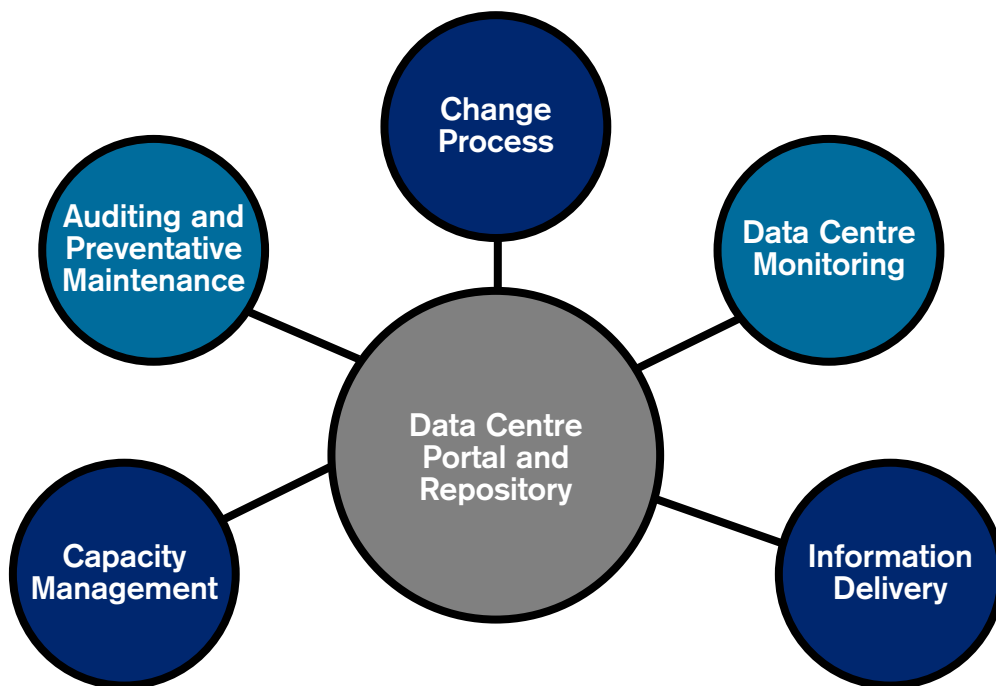 Change
Process
Auditing and
Preventative
Maintenance
Data Centre
Monitoring
Data Centre
Portal and
Repository
Capacity
Management
Information
Delivery